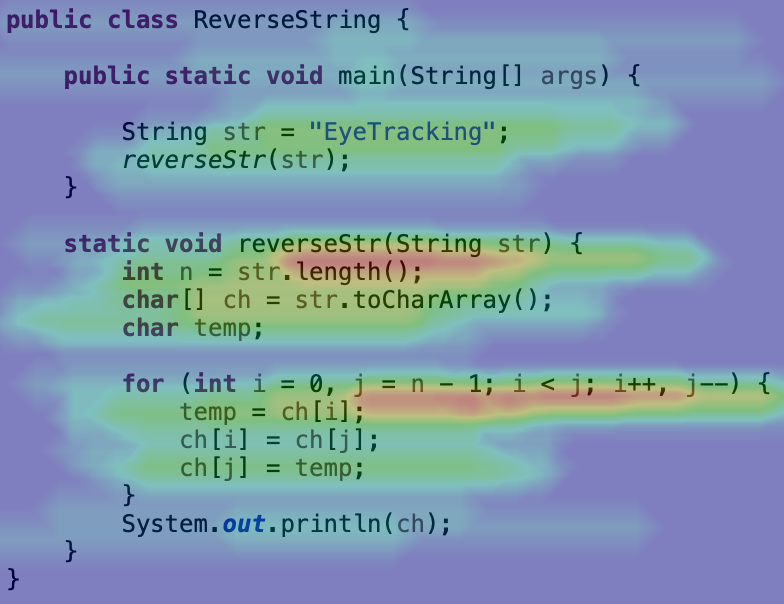 public class ReverseString {
public static void main(String[] args) {
String str = "EyeTracking";
reverseStr(str);
}
static void reverseStr(String str) {
int n = str.length();
char[] ch = str.toCharArray();
char temp;
for (int i = 0, j = n - 1; i < j; i++, j--) {
temp = ch[i];
ch[i] = ch[j];
ch[j] = temp;
}
System.out.println(ch);
}
}